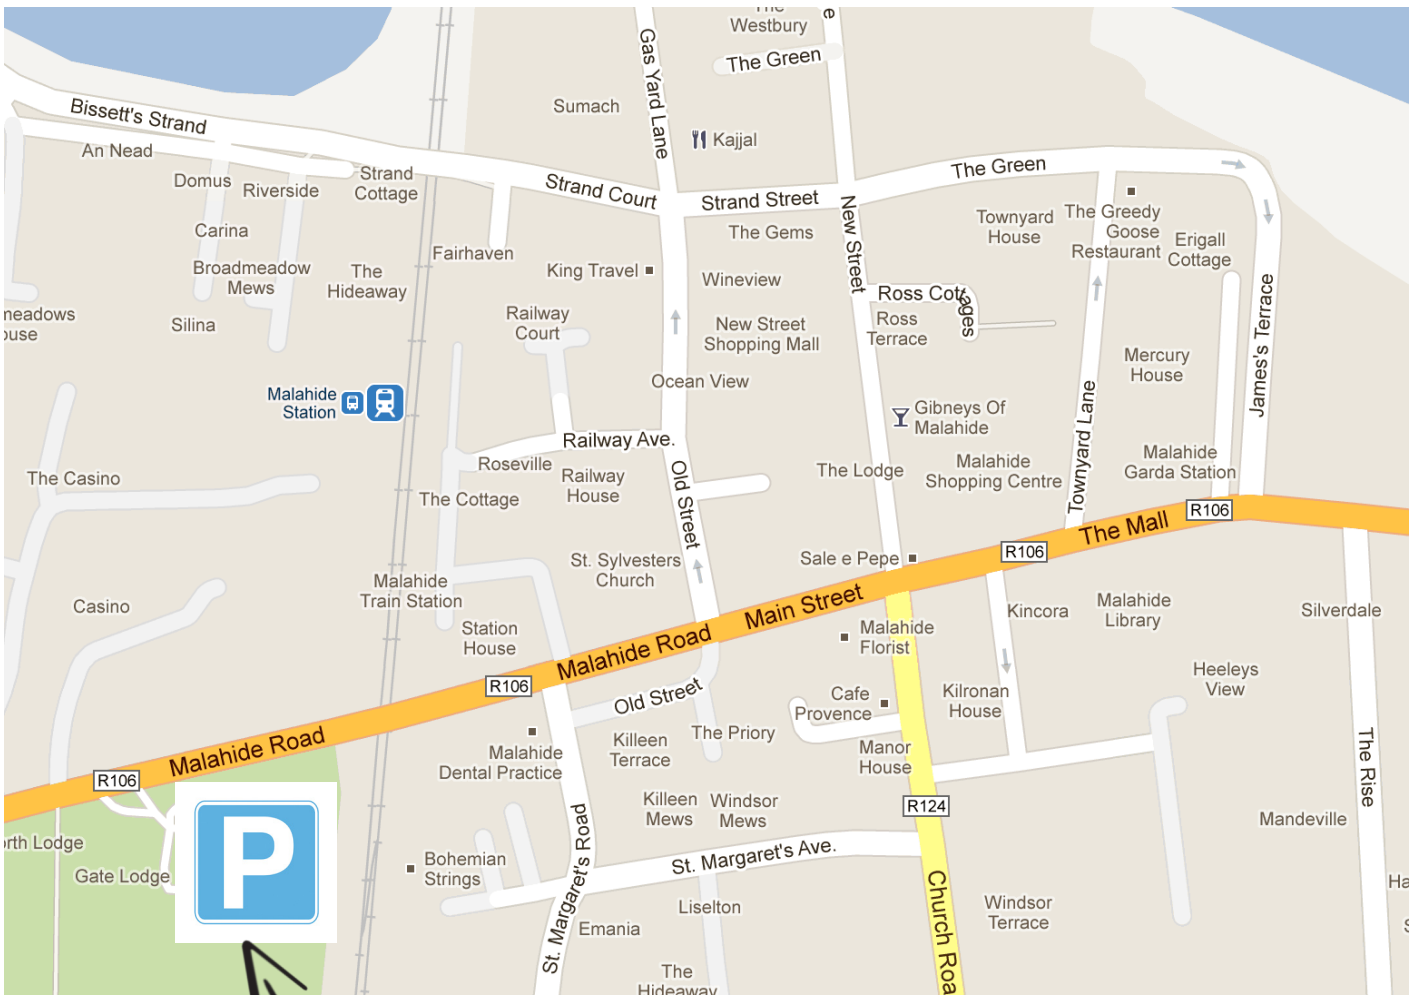 The
Westbury
The Green
Gas Yard Lane
Sumach
Kajjal
Bissett's Strand
An Nead
Domus
Riverside
Strand
Cottage
Strand Court
Strand Street
The Green
New Street
The Gems
Townyard
House
The Greedy
Goose
Restaurant
Erigall
Cottage
Carina
Broadmeadow
Mews
The
Hideaway
Fairhaven
King Travel
Wineview
Ross Cottages
Ross
Terrace
meadows
ouse
Silina
Railway
Court
New Street
Shopping Mall
Mercury
House
James's Terrace
Malahide
Station
Ocean View
Gibneys Of
Malahide
Townyard Lane
Railway Ave.
Roseville
Railway
House
The Cottage
The Casino
Old Street
The Lodge
Malahide
Shopping Centre
Malahide
Garda Station
R106
The Mall
R106
Sale e Pepe
St. Sylvesters
Church
Malahide
Train Station
Casino
Station
House
Main Street
Malahide Road
Malahide
Florist
Kincora
Malahide
Library
Silverdale
Heeleys
View
R106
Old Street
Cafe
Provence
Kilronan
House
Malahide Road
Malahide
Dental Practice
Killeen
Terrace
The Priory
Manor
House
The Rise
R106
R124
Killeen
Mews
Windsor
Mews
Mandeville
orth Lodge
Gate Lodge
P
Bohemian
Strings
St. Margaret's Road
St. Margaret's Ave.
Liselton
Emania
Church Roa
Windsor
Terrace
Ha
The
Hideaway